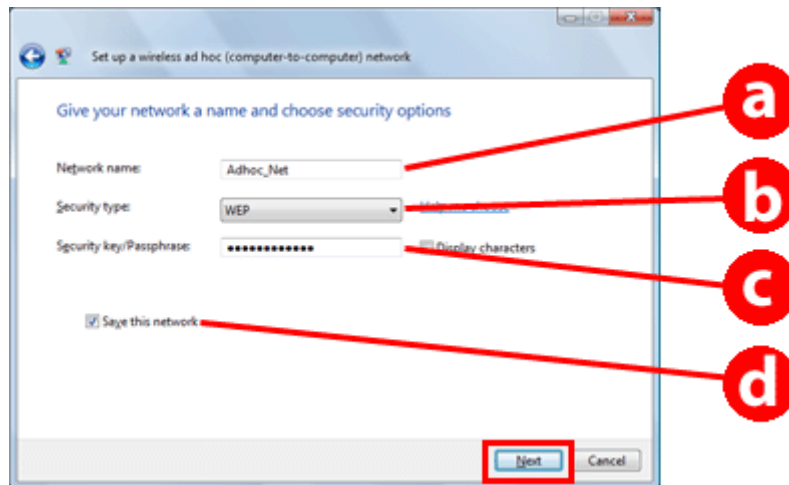 Set up a wireless ad hoc (computer-to-computer) network
Give your network a name and choose security options
a
Network name: Adhoc_Net
b
Security type: WEP
Security key/Passphrase: •••••••••••• Display characters
c
Save this network
d
Next Cancel